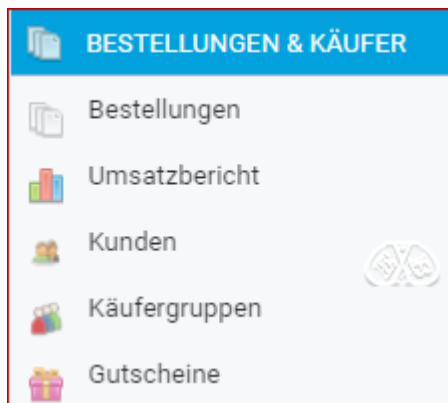 BESTELLUNGEN & KÄUFER
Bestellungen
Umsatzbericht
Kunden
Käufergruppen
Gutscheine